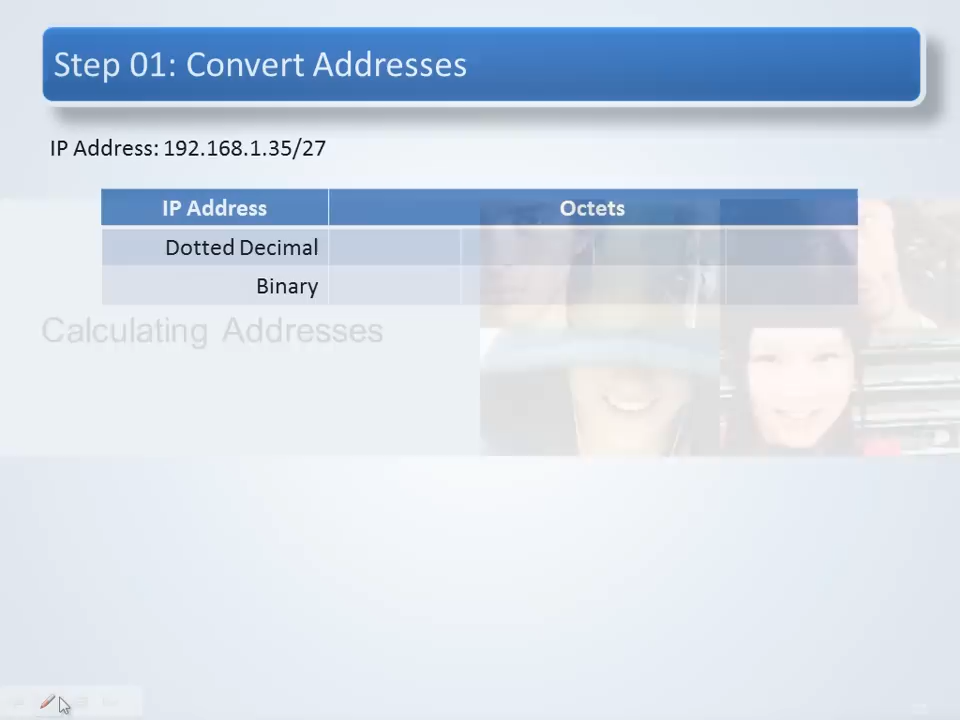 Step 01: Convert Addresses
IP Address: 192.168.1.35/27
IP Address Octets
Dotted Decimal
Binary
Calculating Addresses